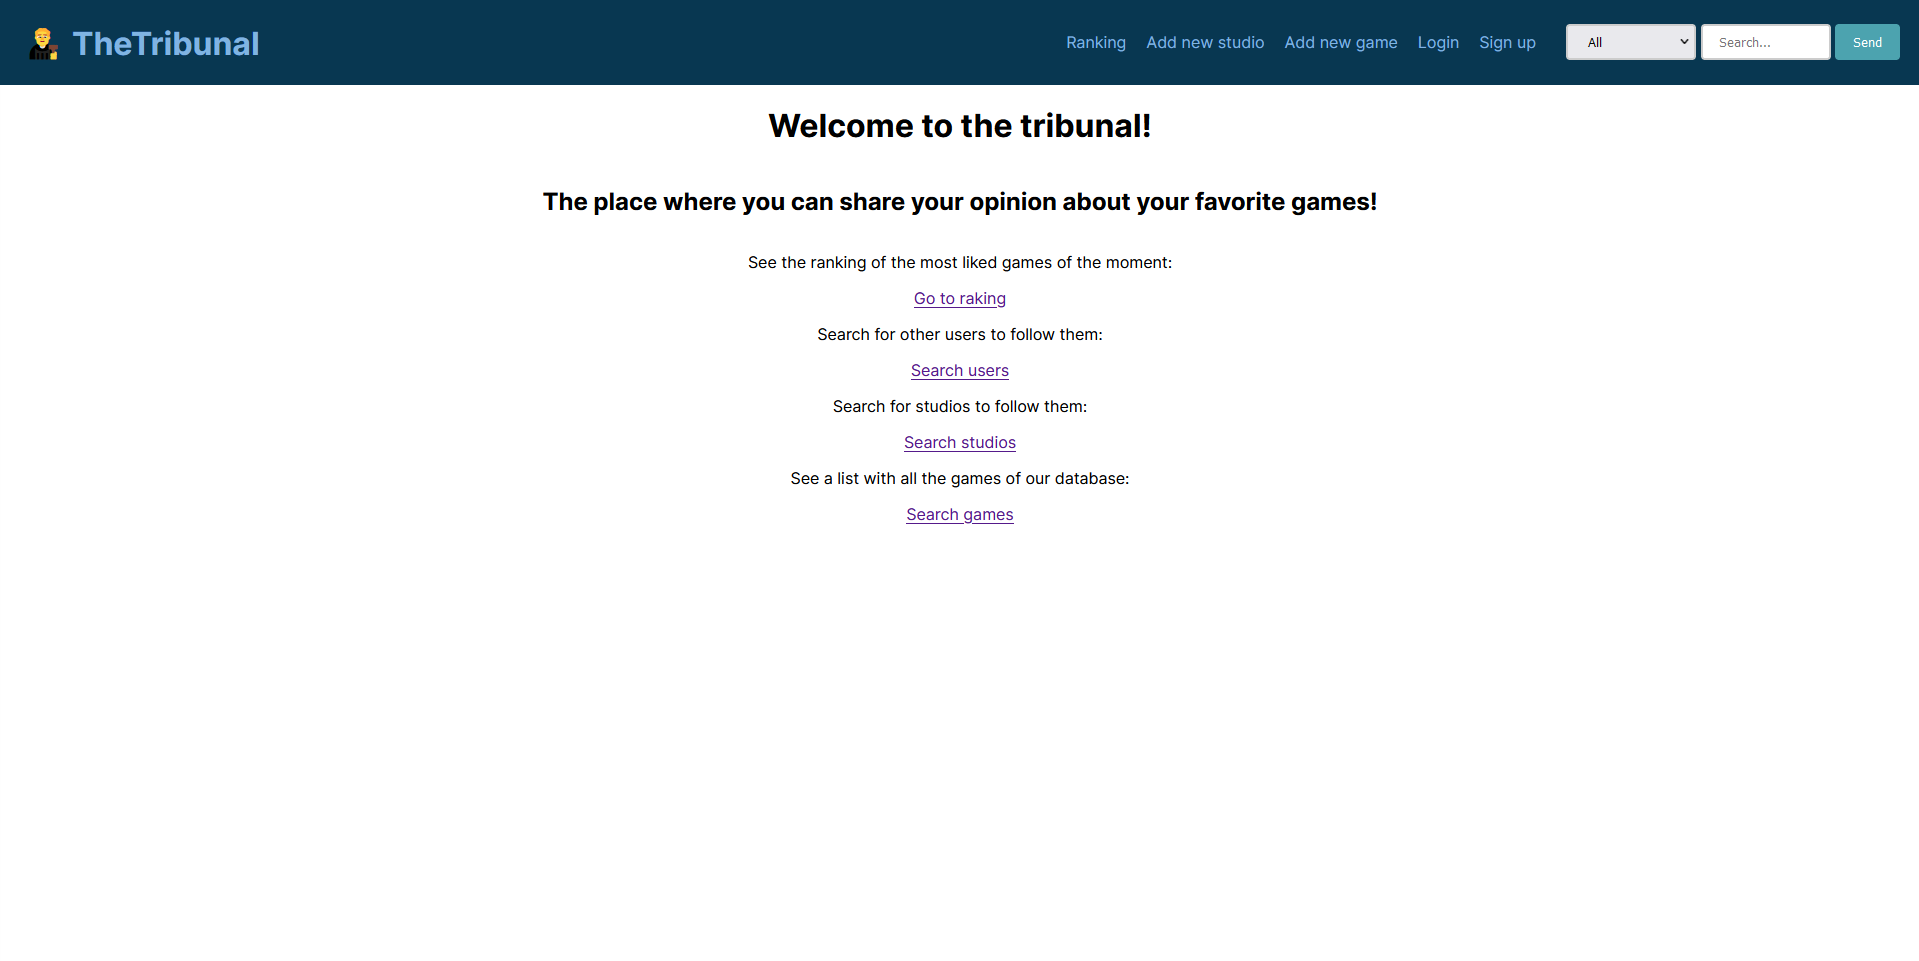 TheTribunal
Ranking Add new studio Add new game Login Sign up All Search... Send
Welcome to the tribunal!
The place where you can share your opinion about your favorite games!
See the ranking of the most liked games of the moment:
Go to raking
Search for other users to follow them:
Search users
Search for studios to follow them:
Search studios
See a list with all the games of our database:
Search games